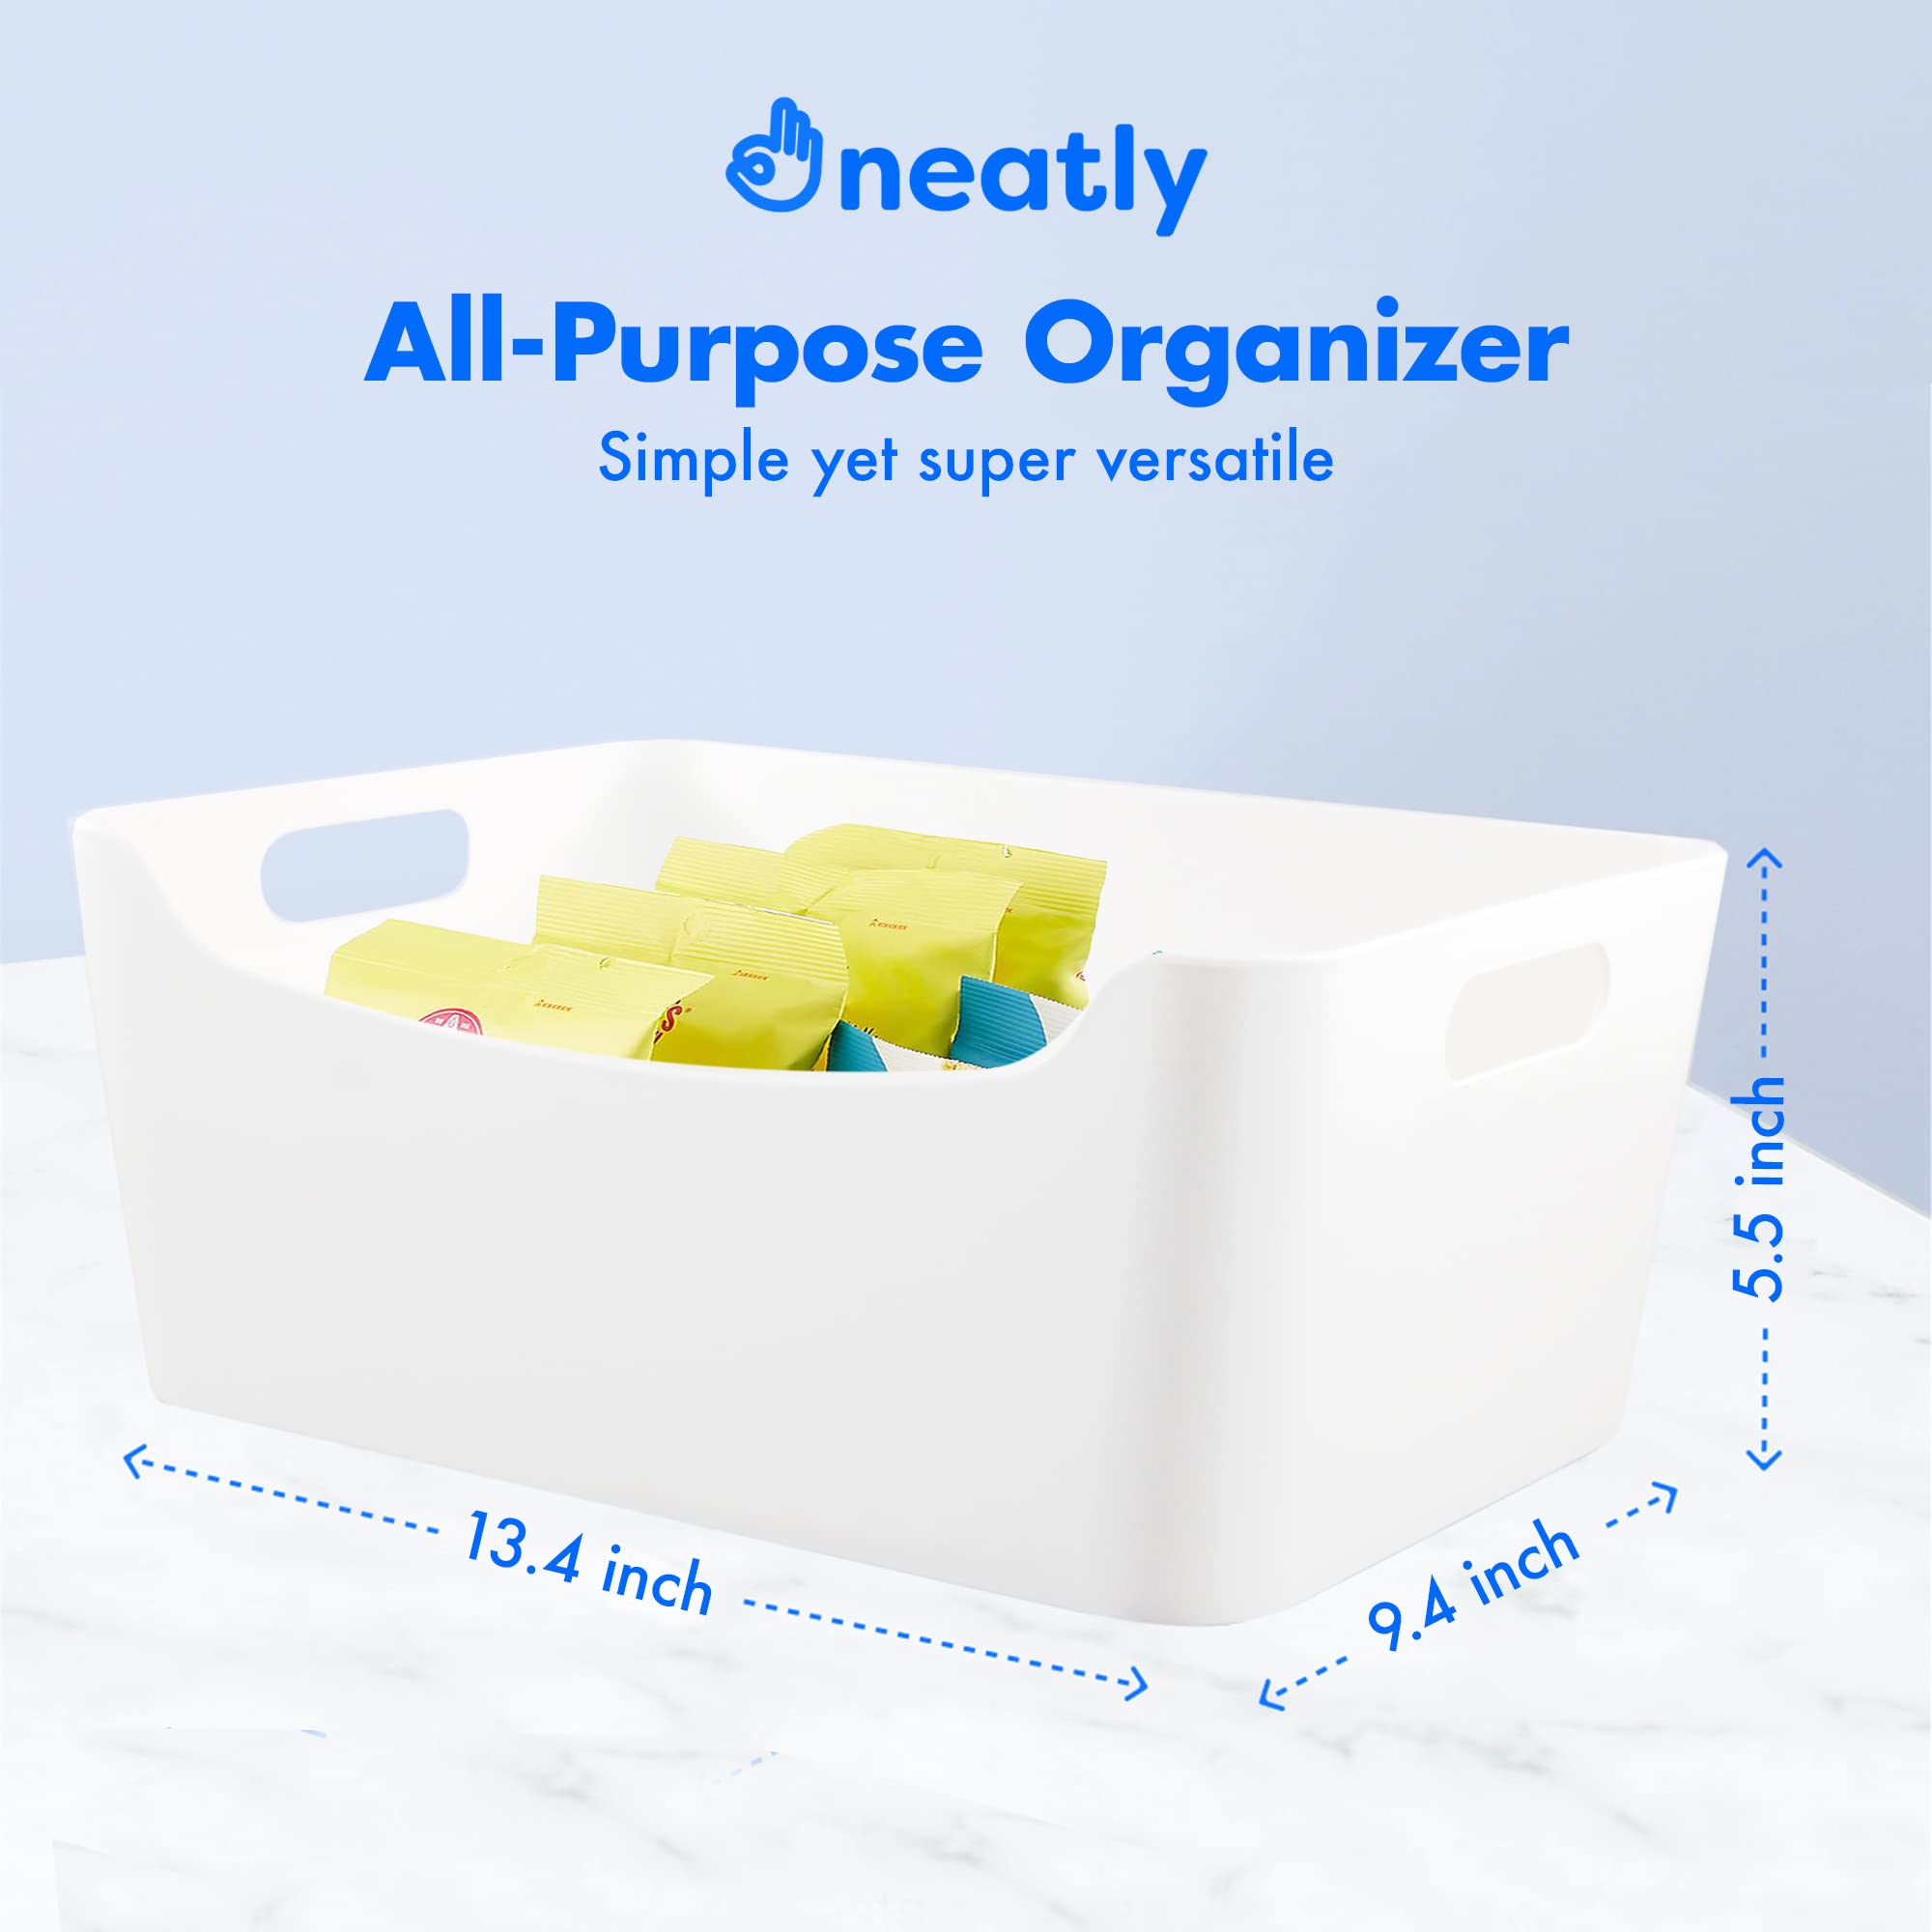 neatly
All-Purpose Organizer
Simple yet super versatile
5.5 inch
13.4 inch
9.4 inch